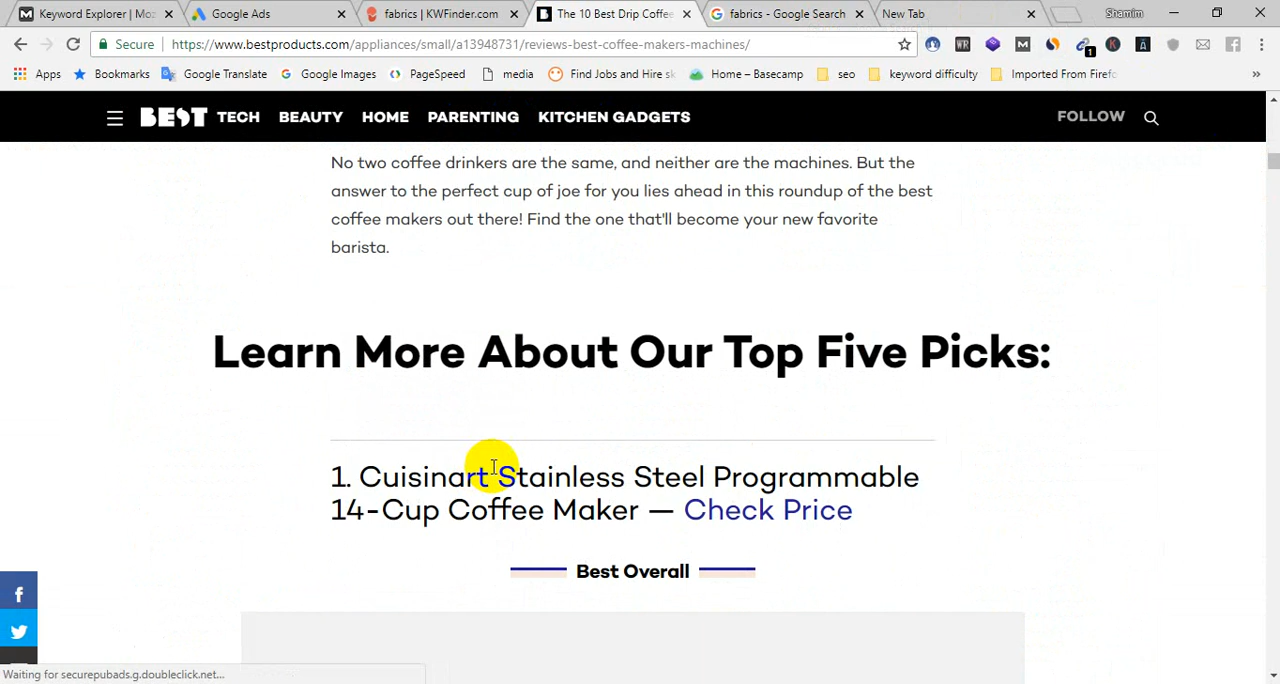 Keyword Explorer | Moz
Google Ads
fabrics | KWFinder.com
The 10 Best Drip Coffee
fabrics - Google Search
New Tab
Shamim
Secure
https://www.bestproducts.com/appliances/small/a13948731/reviews-best-coffee-makers-machines/
Apps
Bookmarks
Google Translate
Google Images
PageSpeed
media
Find Jobs and Hire sk
Home – Basecamp
seo
keyword difficulty
Imported From Firefo
BEST
TECH
BEAUTY
HOME
PARENTING
KITCHEN GADGETS
FOLLOW
No two coffee drinkers are the same, and neither are the machines. But the
answer to the perfect cup of joe for you lies ahead in this roundup of the best
coffee makers out there! Find the one that'll become your new favorite
barista.
Learn More About Our Top Five Picks:
1. Cuisinart Stainless Steel Programmable
14-Cup Coffee Maker — Check Price
Best Overall
Waiting for securepubads.g.doubleclick.net...